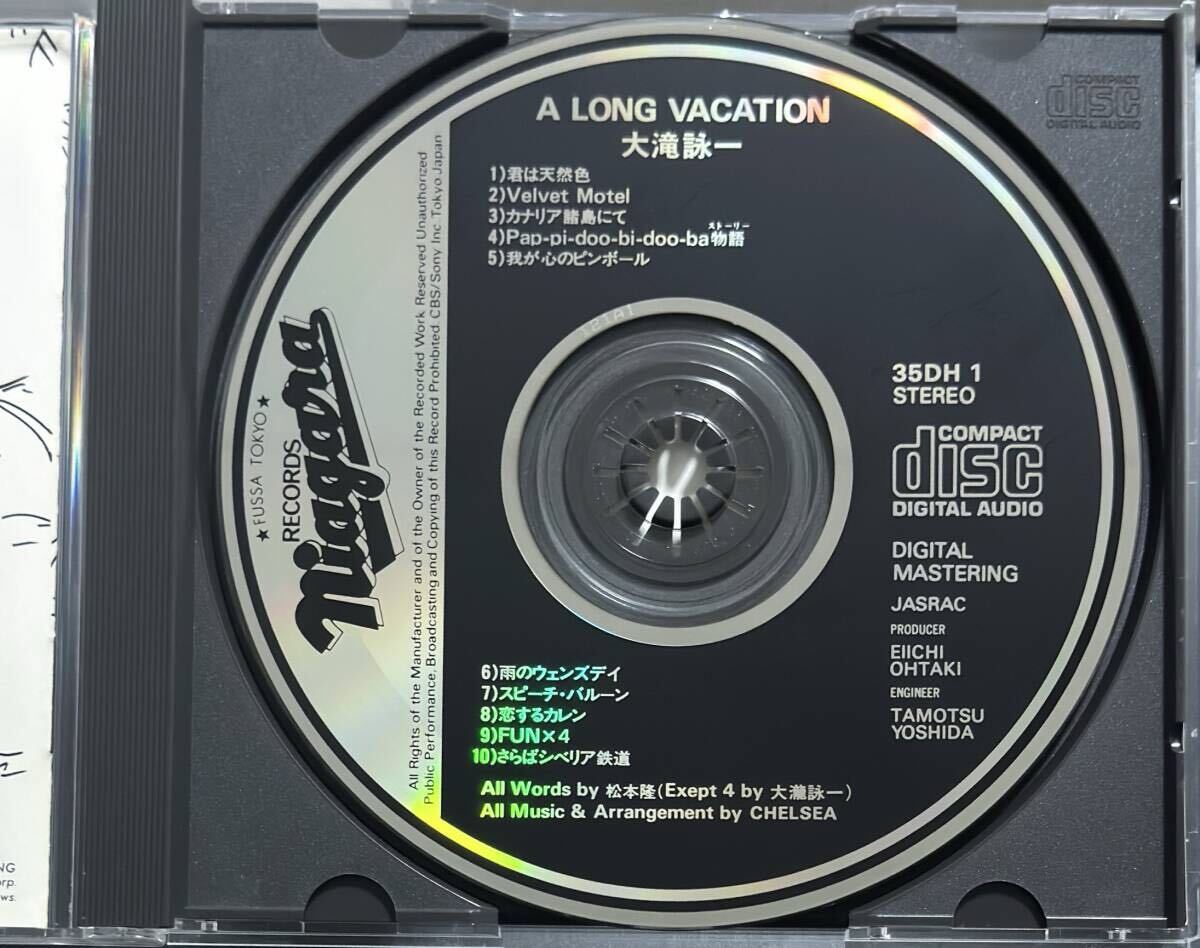 A LONG VACATION
大滝詠一
1)君は天然色
2)Velvet Motel
3)カナリア諸島にて
ストーリー
4)Pap-pi-doo-bi-doo-ba物語
5)我が心のピンボール
COMPACT
disc
DIGITAL AUDIO
All Rights of the Manufacturer and of the Owner of the Recorded Work Reserved Unauthorized
Public Performance, Broadcasting and Copying of this Record Prohibited. CBS/Sony Inc. Tokyo Japan
★FUSSA TOKYO★
RECORDS
Niagara
35DH 1
STEREO
COMPACT
disc
DIGITAL AUDIO
DIGITAL
MASTERING
JASRAC
PRODUCER
EIICHI
OHTAKI
ENGINEER
TAMOTSU
YOSHIDA
6)雨のウェンズデイ
7)スピーチ・バルーン
8)恋するカレン
9)FUN×4
10)さらばシベリア鉄道
All Words by 松本隆(Exept 4 by 大瀧詠一)
All Music & Arrangement by CHELSEA